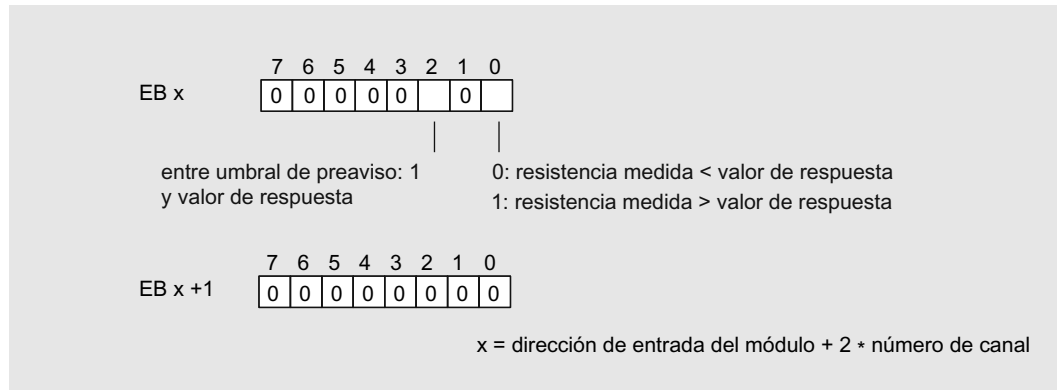 7 6 5 4 3 2 1 0
EB x 0 0 0 0 0 0
entre umbral de preaviso: 1
y valor de respuesta
0: resistencia medida < valor de respuesta
1: resistencia medida > valor de respuesta
7 6 5 4 3 2 1 0
EB x +1 0 0 0 0 0 0 0 0
x = dirección de entrada del módulo + 2 * número de canal